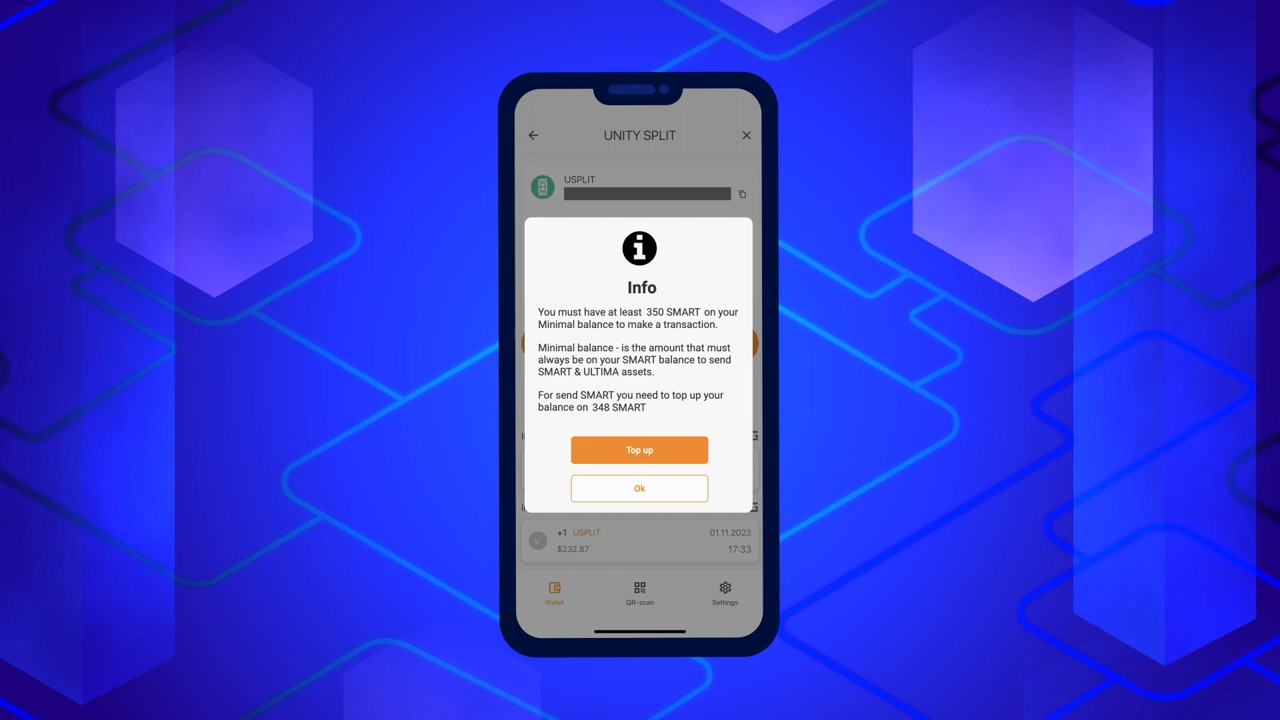 UNITY SPLIT
USPLIT
Info
You must have at least 350 SMART on your
Minimal balance to make a transaction.
Minimal balance - is the amount that must
always be on your SMART balance to send
SMART & ULTIMA assets.
For send SMART you need to top up your
balance on 348 SMART
Top up
Ok
+1 USPLIT 01.11.2023
$232.87 17:33
Wallet QR-scan Settings